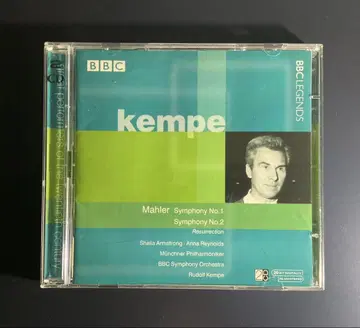 BBC
BBC LEGENDS
kempe
Mahler Symphony No.1
Symphony No.2
Resurrection
Sheila Armstrong · Anna Reynolds
Münchner Philharmoniker
BBC Symphony Orchestra
Rudolf Kempe